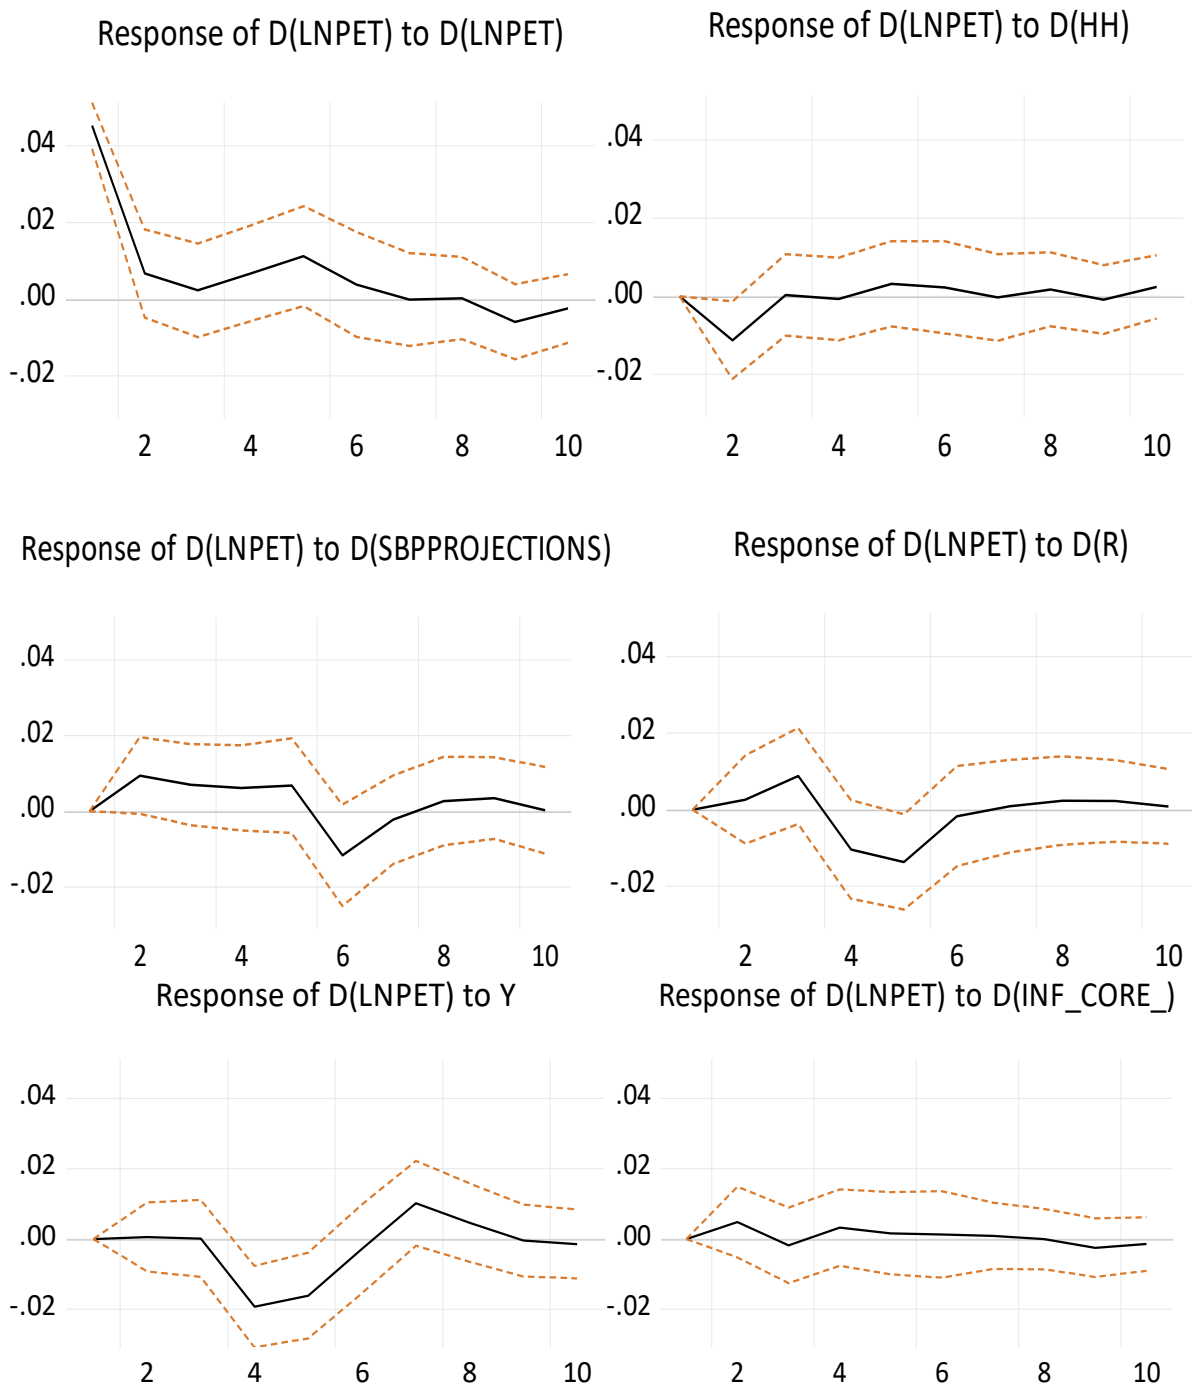 Response of D(LNPET) to D(LNPET)
.04
.02
.00
-.02
2 4 6 8 10
Response of D(LNPET) to D(HH)
.04
.02
.00
-.02
2 4 6 8 10
Response of D(LNPET) to D(SBPPROJECTIONS)
.04
.02
.00
-.02
2 4 6 8 10
Response of D(LNPET) to D(R)
.04
.02
.00
-.02
2 4 6 8 10
Response of D(LNPET) to Y
.04
.02
.00
-.02
2 4 6 8 10
Response of D(LNPET) to D(INF_CORE_)
.04
.02
.00
-.02
2 4 6 8 10